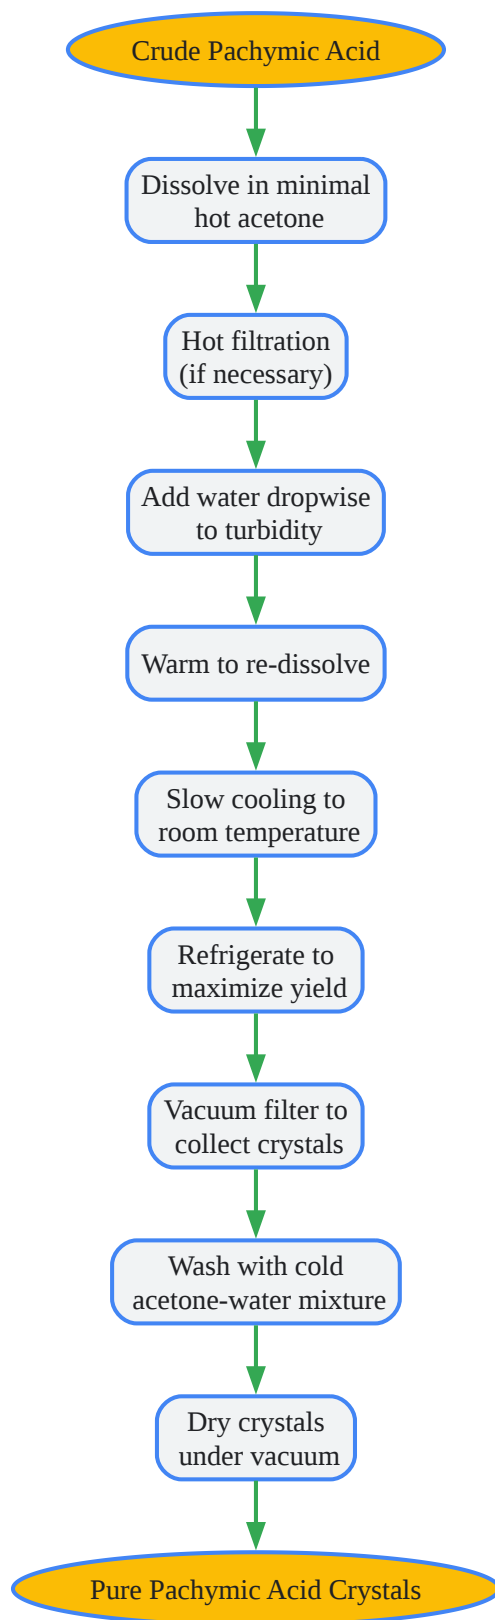 Crude Pachymic Acid
Dissolve in minimal
hot acetone
Hot filtration
(if necessary)
Add water dropwise
to turbidity
Warm to re-dissolve
Slow cooling to
room temperature
Refrigerate to
maximize yield
Vacuum filter to
collect crystals
Wash with cold
acetone-water mixture
Dry crystals
under vacuum
Pure Pachymic Acid Crystals